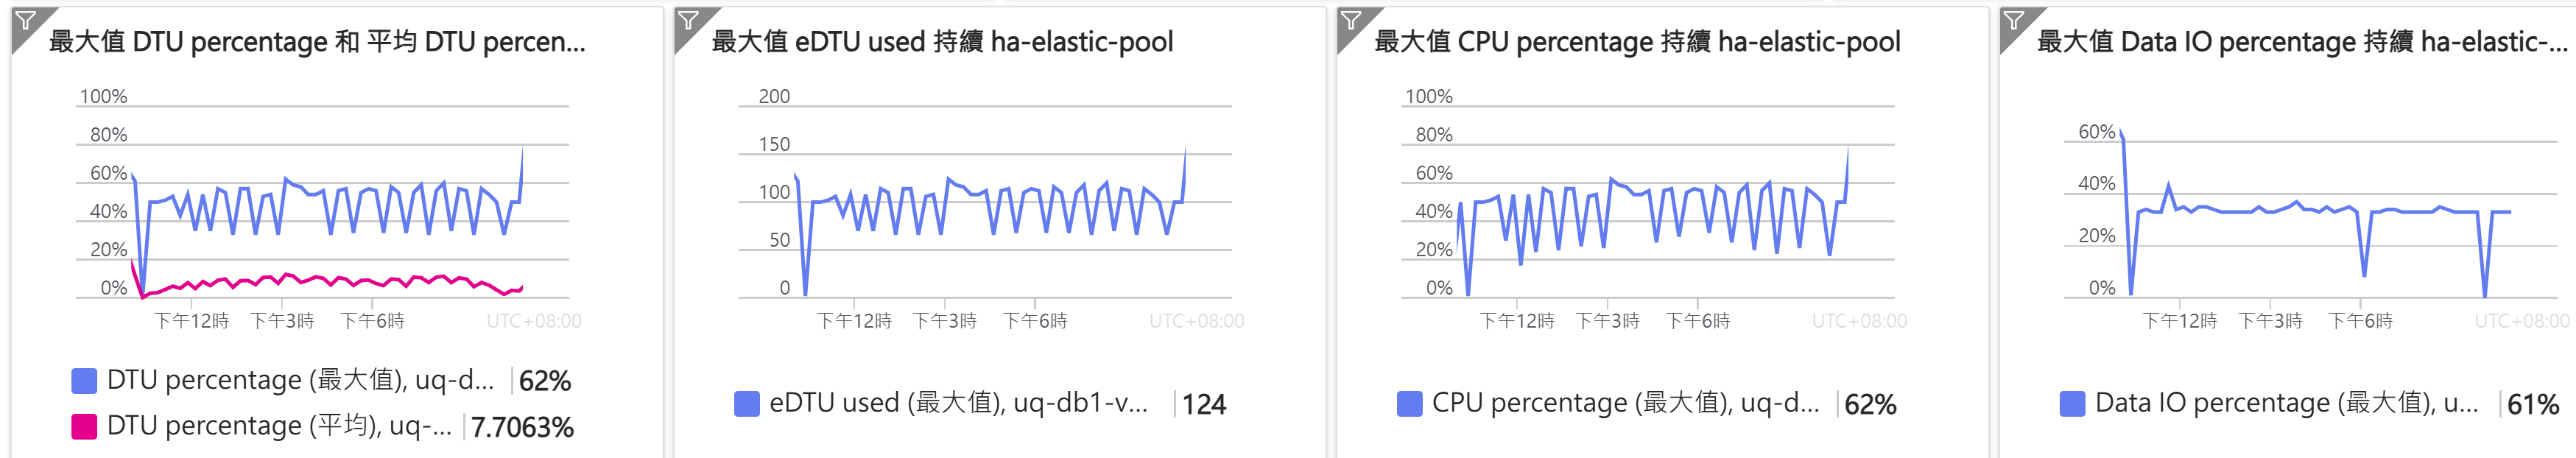 最大值 DTU percentage 和 平均 DTU percen...
100%
80%
60%
40%
20%
0%
下午12時 下午3時 下午6時 UTC+08:00
DTU percentage (最大值), uq-d... 62%
DTU percentage (平均), uq-... 7.7063%
最大值 eDTU used 持續 ha-elastic-pool
200
150
100
50
0
下午12時 下午3時 下午6時 UTC+08:00
eDTU used (最大值), uq-db1-v... 124
最大值 CPU percentage 持續 ha-elastic-pool
100%
80%
60%
40%
20%
0%
下午12時 下午3時 下午6時 UTC+08:00
CPU percentage (最大值), uq-d... 62%
最大值 Data IO percentage 持續 ha-elastic-...
60%
40%
20%
0%
下午12時 下午3時 下午6時 UTC+08:00
Data IO percentage (最大值), u... 61%